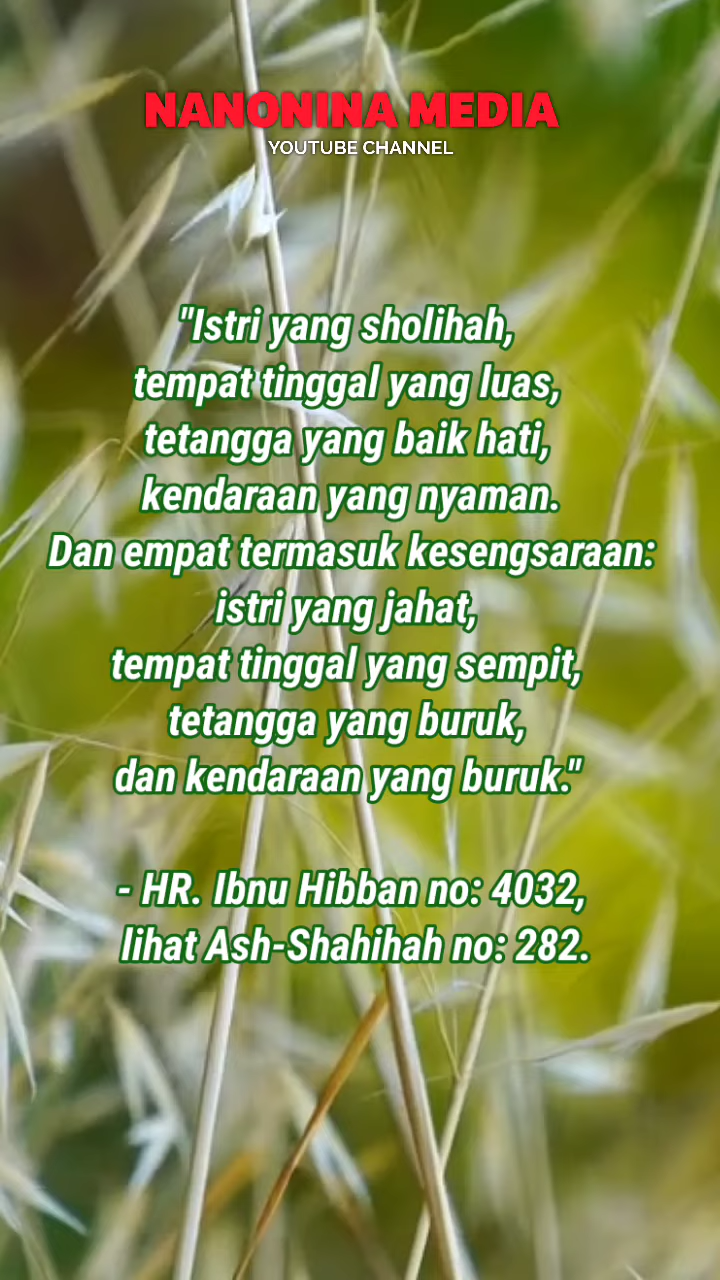 NANONINA MEDIA
YOUTUBE CHANNEL
"Istri yang sholihah,
tempat tinggal yang luas,
tetangga yang baik hati,
kendaraan yang nyaman.
Dan empat termasuk kesengsaraan:
istri yang jahat,
tempat tinggal yang sempit,
tetangga yang buruk,
dan kendaraan yang buruk."
- HR. Ibnu Hibban no: 4032,
lihat Ash-Shahihah no: 282.